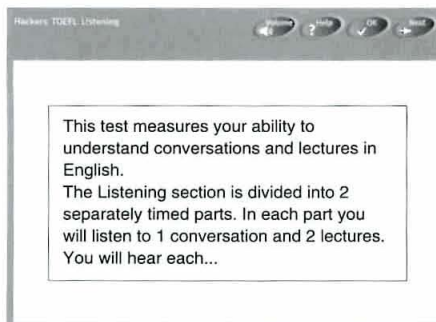 Hackers TOEFL Listening
Volume Help OK Next
This test measures your ability to
understand conversations and lectures in
English.
The Listening section is divided into 2
separately timed parts. In each part you
will listen to 1 conversation and 2 lectures.
You will hear each...